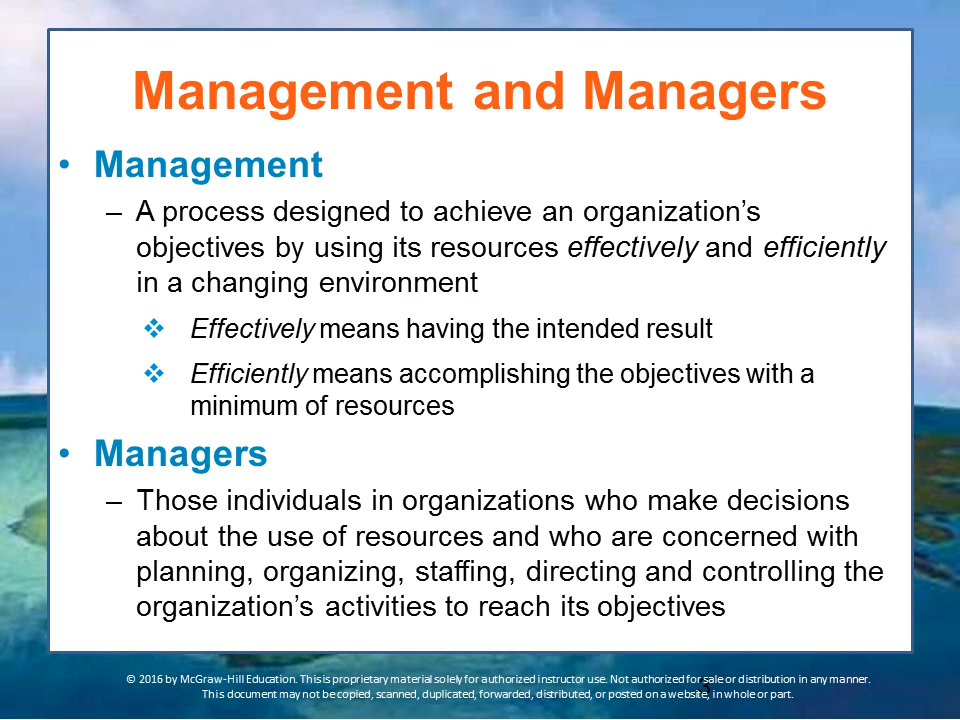 Management and Managers
• Management
– A process designed to achieve an organization’s
objectives by using its resources effectively and efficiently
in a changing environment
❖ Effectively means having the intended result
❖ Efficiently means accomplishing the objectives with a
minimum of resources
• Managers
– Those individuals in organizations who make decisions
about the use of resources and who are concerned with
planning, organizing, staffing, directing and controlling the
organization’s activities to reach its objectives
© 2016 by McGraw-Hill Education. This is proprietary material solely for authorized instructor use. Not authorized for sale or distribution in any manner.
This document may not be copied, scanned, duplicated, forwarded, distributed, or posted on a website, in whole or part.